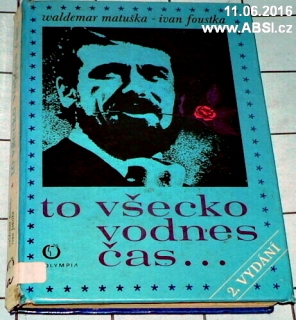 11.06.2016
www.ABSI.cz
waldemar matuška - ivan foustka
to všecko
vodnes
čas...
OLYMPIA
2. VYDÁNÍ